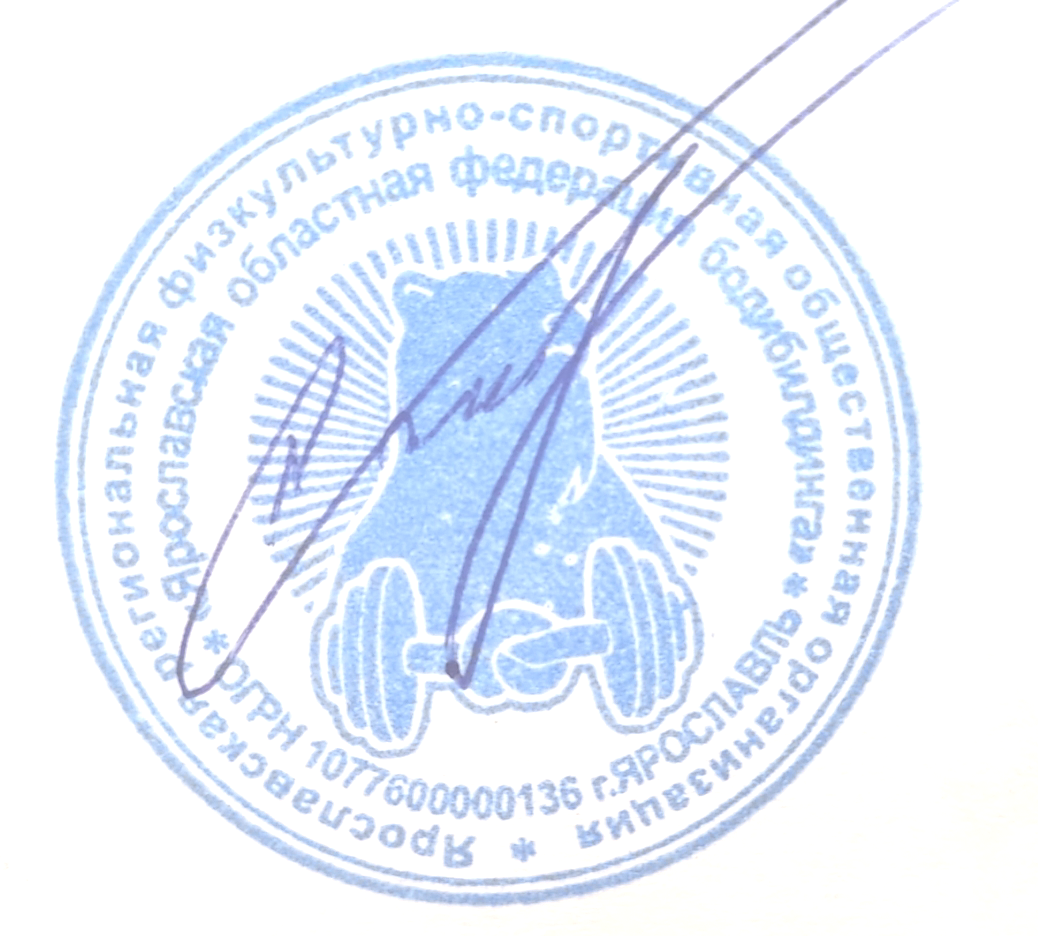 Ярославская региональная физкультурно-спортивная общественная организация *
«Ярославская областная федерация бодибилдинга»
* ОГРН 1077600000136 г.ЯРОСЛАВЛЬ *